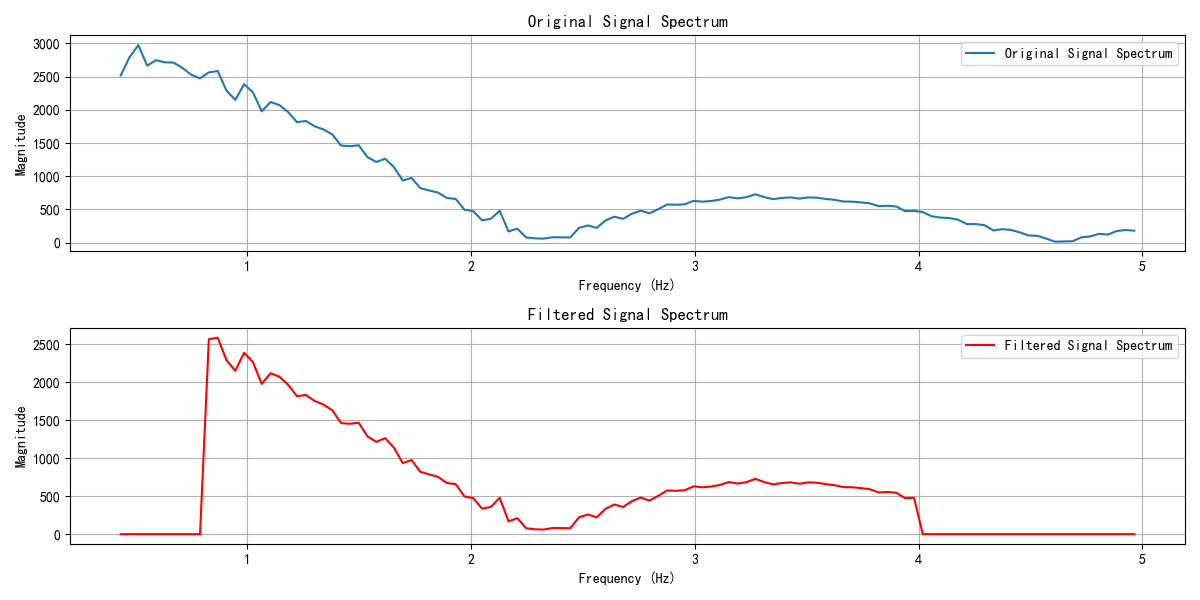 Original Signal Spectrum
Original Signal Spectrum
3000
2500
2000
1500
1000
500
0
Magnitude
1 2 3 4 5
Frequency (Hz)
Filtered Signal Spectrum
Filtered Signal Spectrum
2500
2000
1500
1000
500
0
Magnitude
1 2 3 4 5
Frequency (Hz)